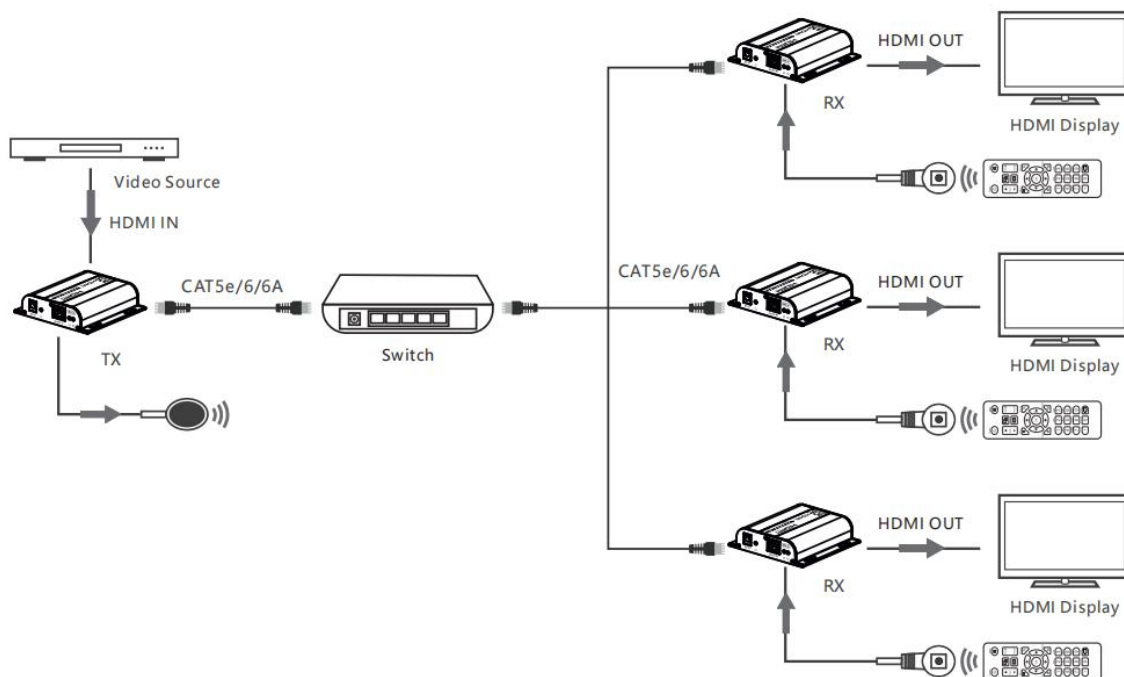 HDMI OUT
RX
HDMI Display
Video Source
HDMI IN
CAT5e/6/6A
TX
Switch
CAT5e/6/6A
HDMI OUT
RX
HDMI Display
HDMI OUT
RX
HDMI Display